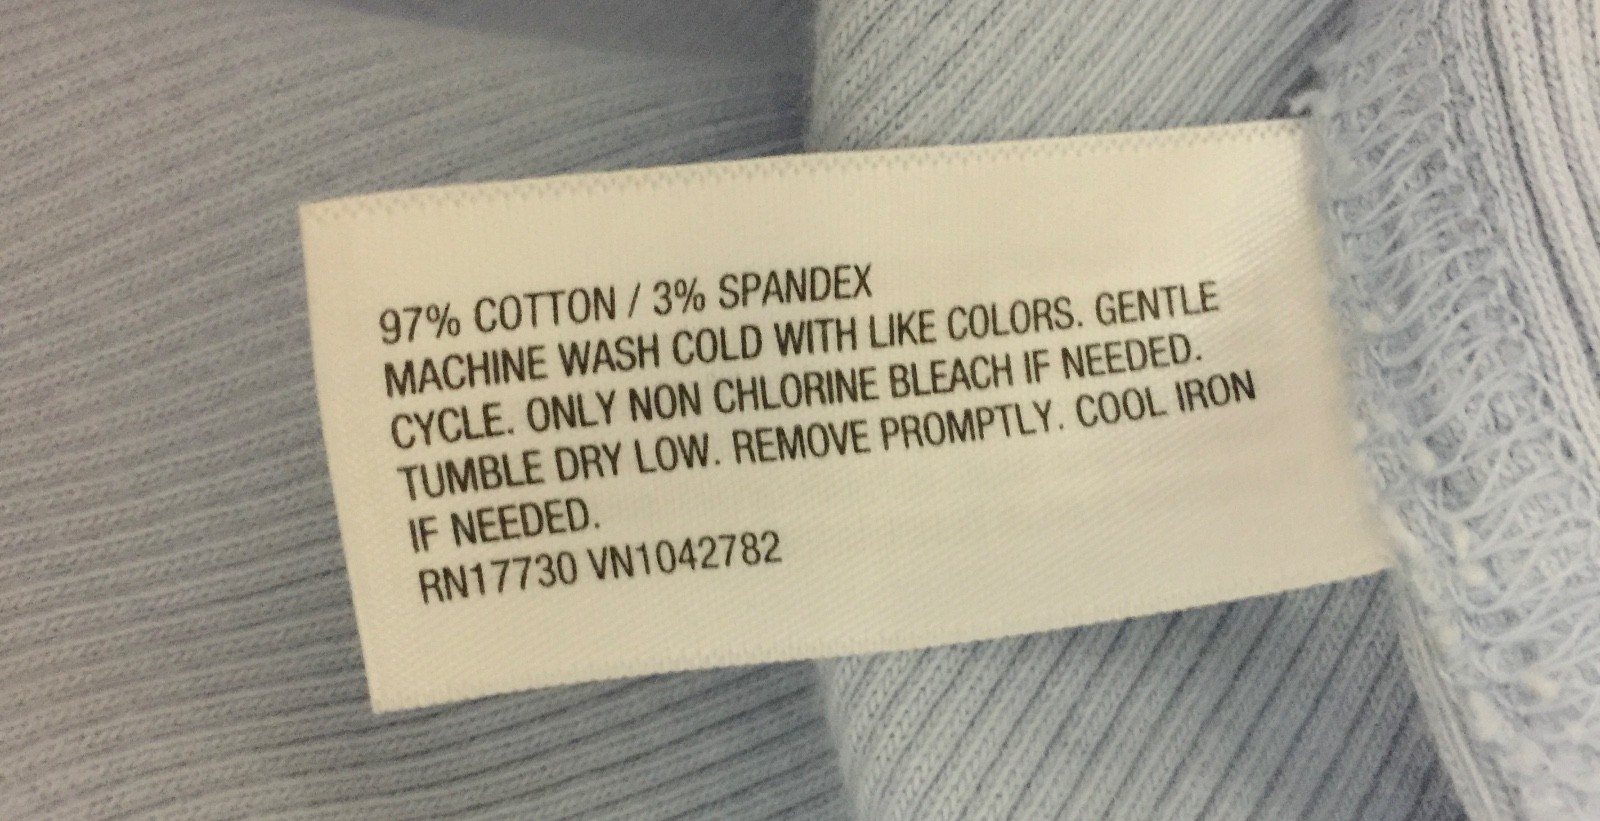 97% COTTON / 3% SPANDEX
MACHINE WASH COLD WITH LIKE COLORS. GENTLE
CYCLE. ONLY NON CHLORINE BLEACH IF NEEDED.
TUMBLE DRY LOW. REMOVE PROMPTLY. COOL IRON
IF NEEDED.
RN17730 VN1042782